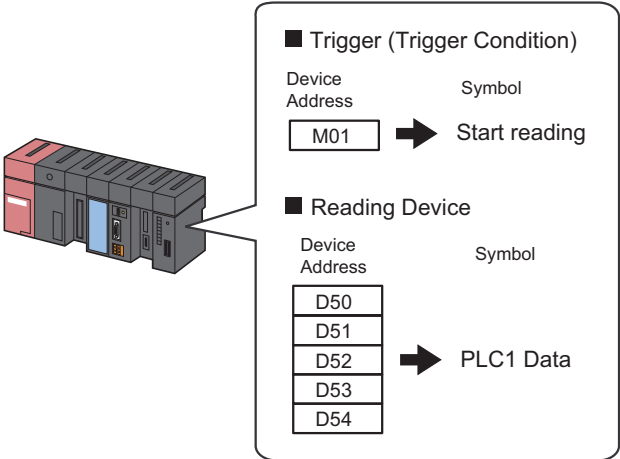 ■ Trigger (Trigger Condition)
Device
Address
Symbol
M01
Start reading
■ Reading Device
Device
Address
Symbol
D50
D51
D52
PLC1 Data
D53
D54